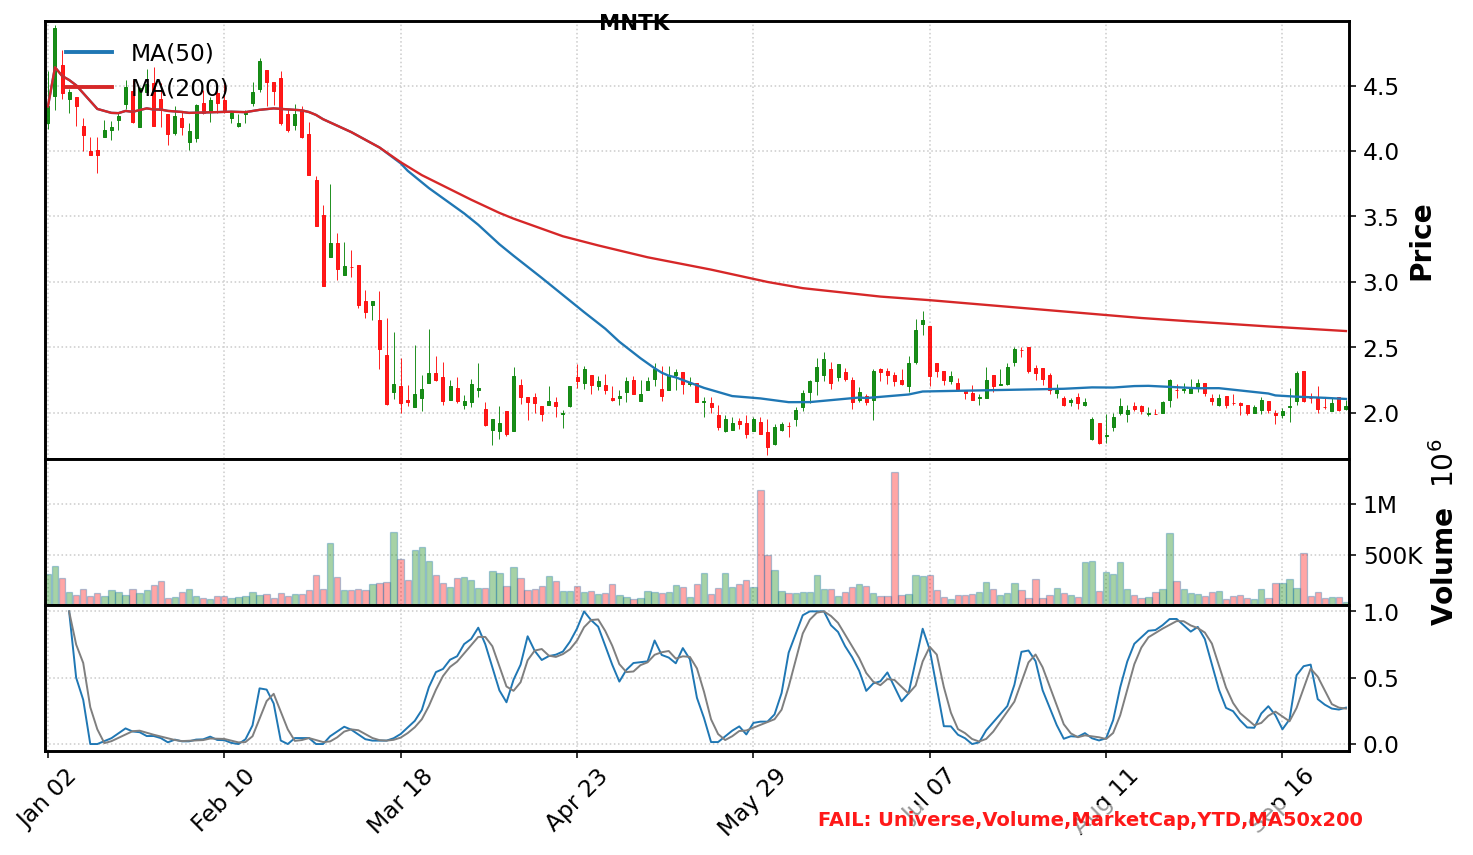 MNTK
MA(50)
MA(200)
4.5
4.0
3.5
3.0
2.5
2.0
Price
1M
500K
Volume 10⁶
1.0
0.5
0.0
Jan 02
Feb 10
Mar 18
Apr 23
May 29
Jul 07
Aug 11
Sep 16
FAIL: Universe,Volume,MarketCap,YTD,MA50x200